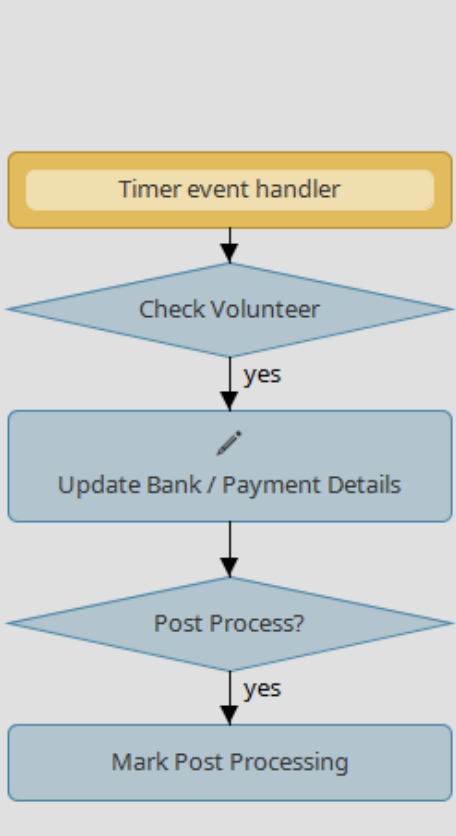 Timer event handler
Check Volunteer
yes
Update Bank / Payment Details
Post Process?
yes
Mark Post Processing